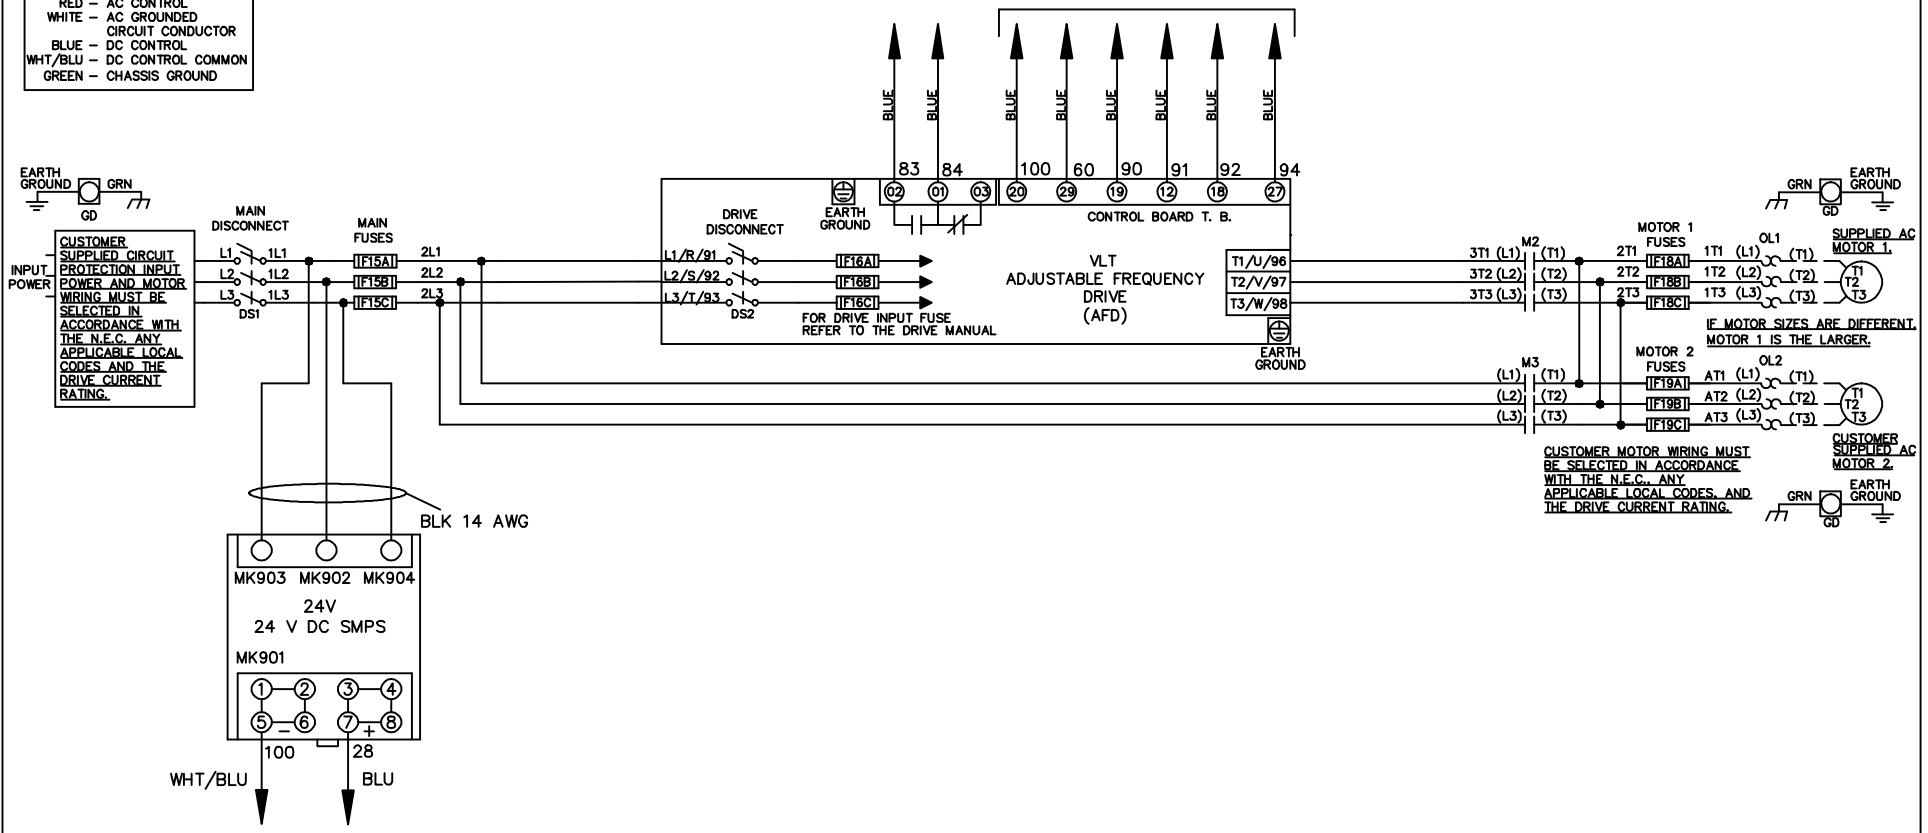 RED – AC CONTROL
WHITE – AC GROUNDED
CIRCUIT CONDUCTOR
BLUE – DC CONTROL
WHT/BLU – DC CONTROL COMMON
GREEN – CHASSIS GROUND
BLUE
BLUE
BLUE
BLUE
BLUE
BLUE
BLUE
BLUE
83
84
100
60
90
91
92
94
02
01
03
20
29
19
12
18
27
EARTH
GROUND
CONTROL BOARD T. B.
EARTH
GROUND
GRN
GD
INPUT
POWER
CUSTOMER
SUPPLIED CIRCUIT
PROTECTION INPUT
POWER AND MOTOR
WIRING MUST BE
SELECTED IN
ACCORDANCE WITH
THE N.E.C. ANY
APPLICABLE LOCAL
CODES AND THE
DRIVE CURRENT
RATING.
MAIN
DISCONNECT
L1 1L1
L2 1L2
L3 1L3
DS1
MAIN
FUSES
F15A
F15B
F15C
2L1
2L2
2L3
L1/R/91
L2/S/92
L3/T/93
DRIVE
DISCONNECT
DS2
F16A
F16B
F16C
FOR DRIVE INPUT FUSE
REFER TO THE DRIVE MANUAL
VLT
ADJUSTABLE FREQUENCY
DRIVE
(AFD)
T1/U/96
T2/V/97
T3/W/98
EARTH
GROUND
M2
3T1 (L1) (T1)
3T2 (L2) (T2)
3T3 (L3) (T3)
MOTOR 1
FUSES
2T1 F18A 1T1 (L1) (T1)
2T2 F18B 1T2 (L2) (T2)
2T3 F18C 1T3 (L3) (T3)
OL1
GRN
EARTH
GROUND
GD
SUPPLIED AC
MOTOR 1.
T1
T2
T3
IF MOTOR SIZES ARE DIFFERENT,
MOTOR 1 IS THE LARGER.
M3
(L1) (T1)
(L2) (T2)
(L3) (T3)
MOTOR 2
FUSES
F19A AT1 (L1) (T1)
F19B AT2 (L2) (T2)
F19C AT3 (L3) (T3)
OL2
T1
T2
T3
CUSTOMER
SUPPLIED AC
MOTOR 2.
CUSTOMER MOTOR WIRING MUST
BE SELECTED IN ACCORDANCE
WITH THE N.E.C., ANY
APPLICABLE LOCAL CODES, AND
THE DRIVE CURRENT RATING.
GRN
EARTH
GROUND
GD
BLK 14 AWG
MK903 MK902 MK904
24V
24 V DC SMPS
MK901
1 2 3 4
5 6 7 8
– +
100
28
WHT/BLU
BLU